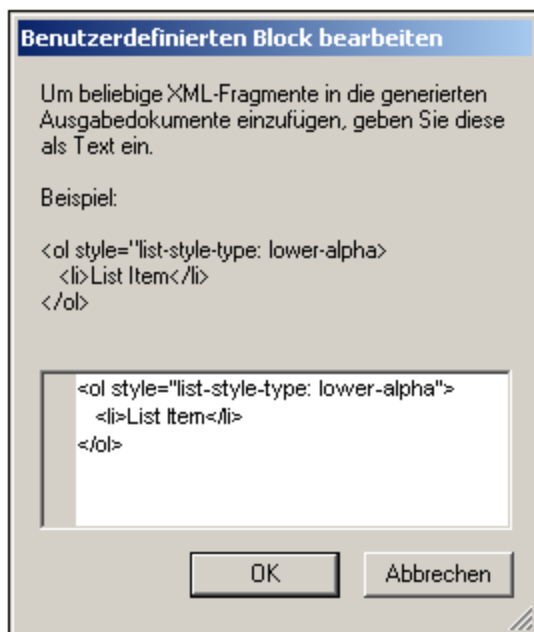 Benutzerdefinierten Block bearbeiten
Um beliebige XML-Fragmente in die generierten
Ausgabedokumente einzufügen, geben Sie diese
als Text ein.
Beispiel:
<ol style="list-style-type: lower-alpha>
<li>List Item</li>
</ol>
<ol style="list-style-type: lower-alpha">
<li>List Item</li>
</ol>
OK
Abbrechen